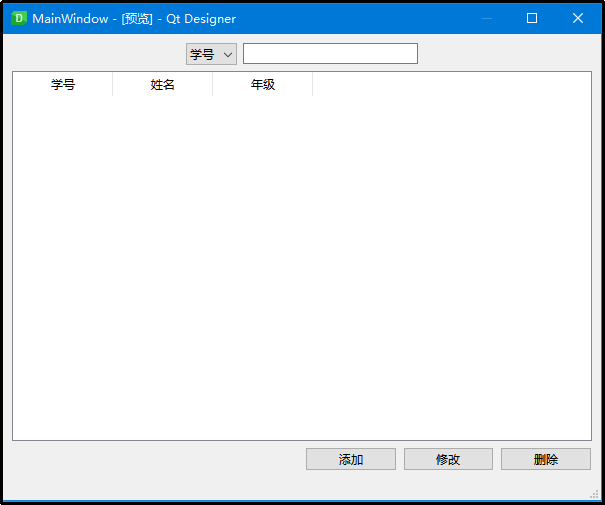 MainWindow - [预览] - Qt Designer
学号
学号 姓名 年级
添加 修改 删除